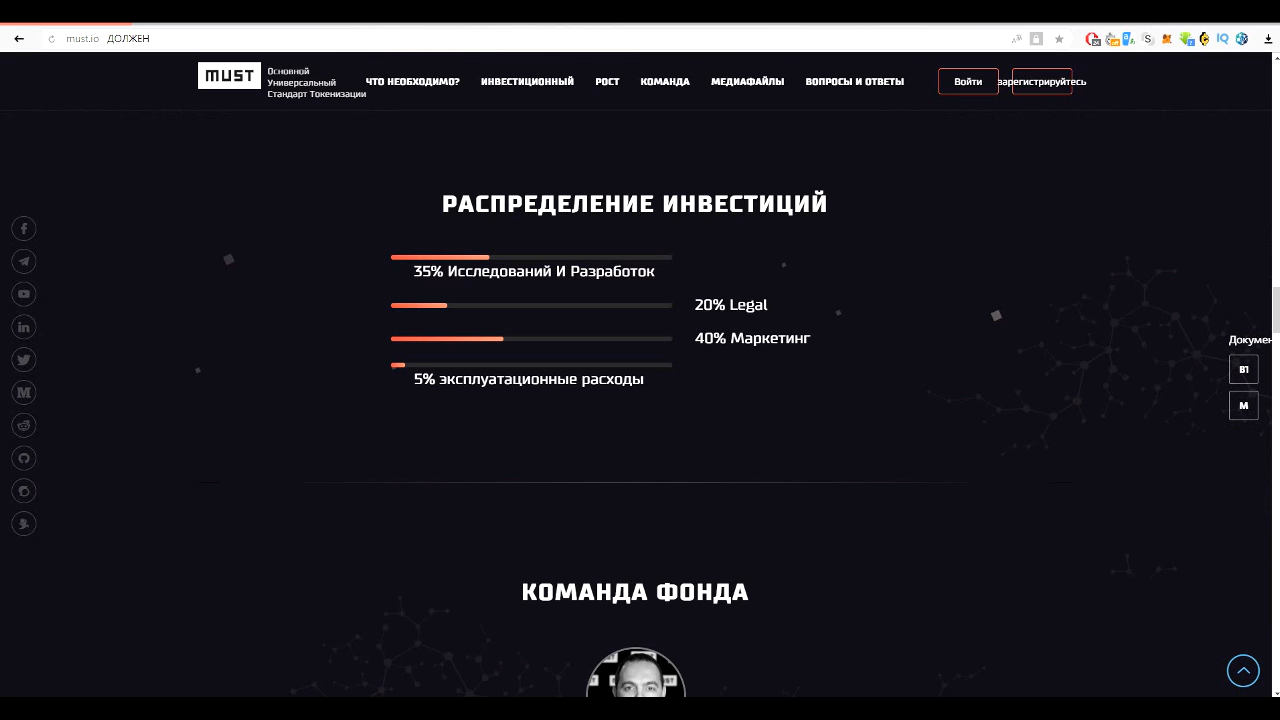 must.io ДОЛЖЕН
MUST
Основной
Универсальный
Стандарт Токенизации
ЧТО НЕОБХОДИМО? ИНВЕСТИЦИОННЫЙ РОСТ КОМАНДА МЕДИАФАЙЛЫ ВОПРОСЫ И ОТВЕТЫ
Войти
зарегистрируйтесь
РАСПРЕДЕЛЕНИЕ ИНВЕСТИЦИЙ
35% Исследований И Разработок
20% Legal
40% Маркетинг
5% эксплуатационные расходы
Докумен
В1
М
КОМАНДА ФОНДА